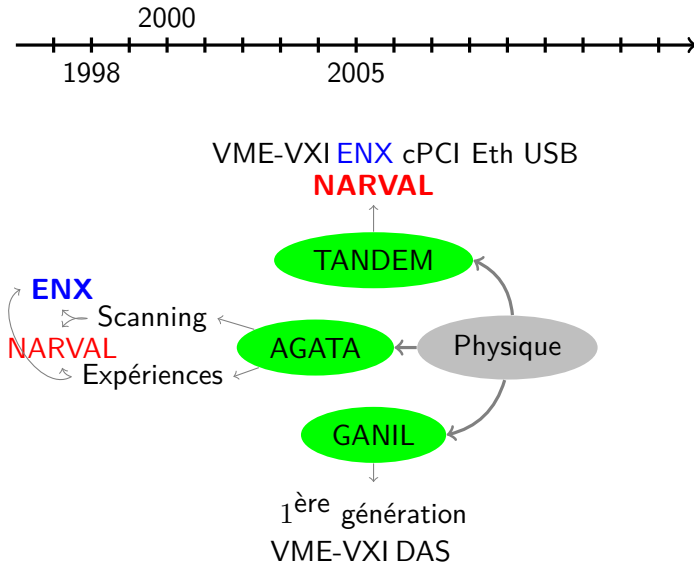 2000
1998 2005
VME-VXI ENX cPCI Eth USB
NARVAL
TANDEM
ENX
Scanning
NARVAL AGATA Physique
Expériences
GANIL
1ère génération
VME-VXI DAS